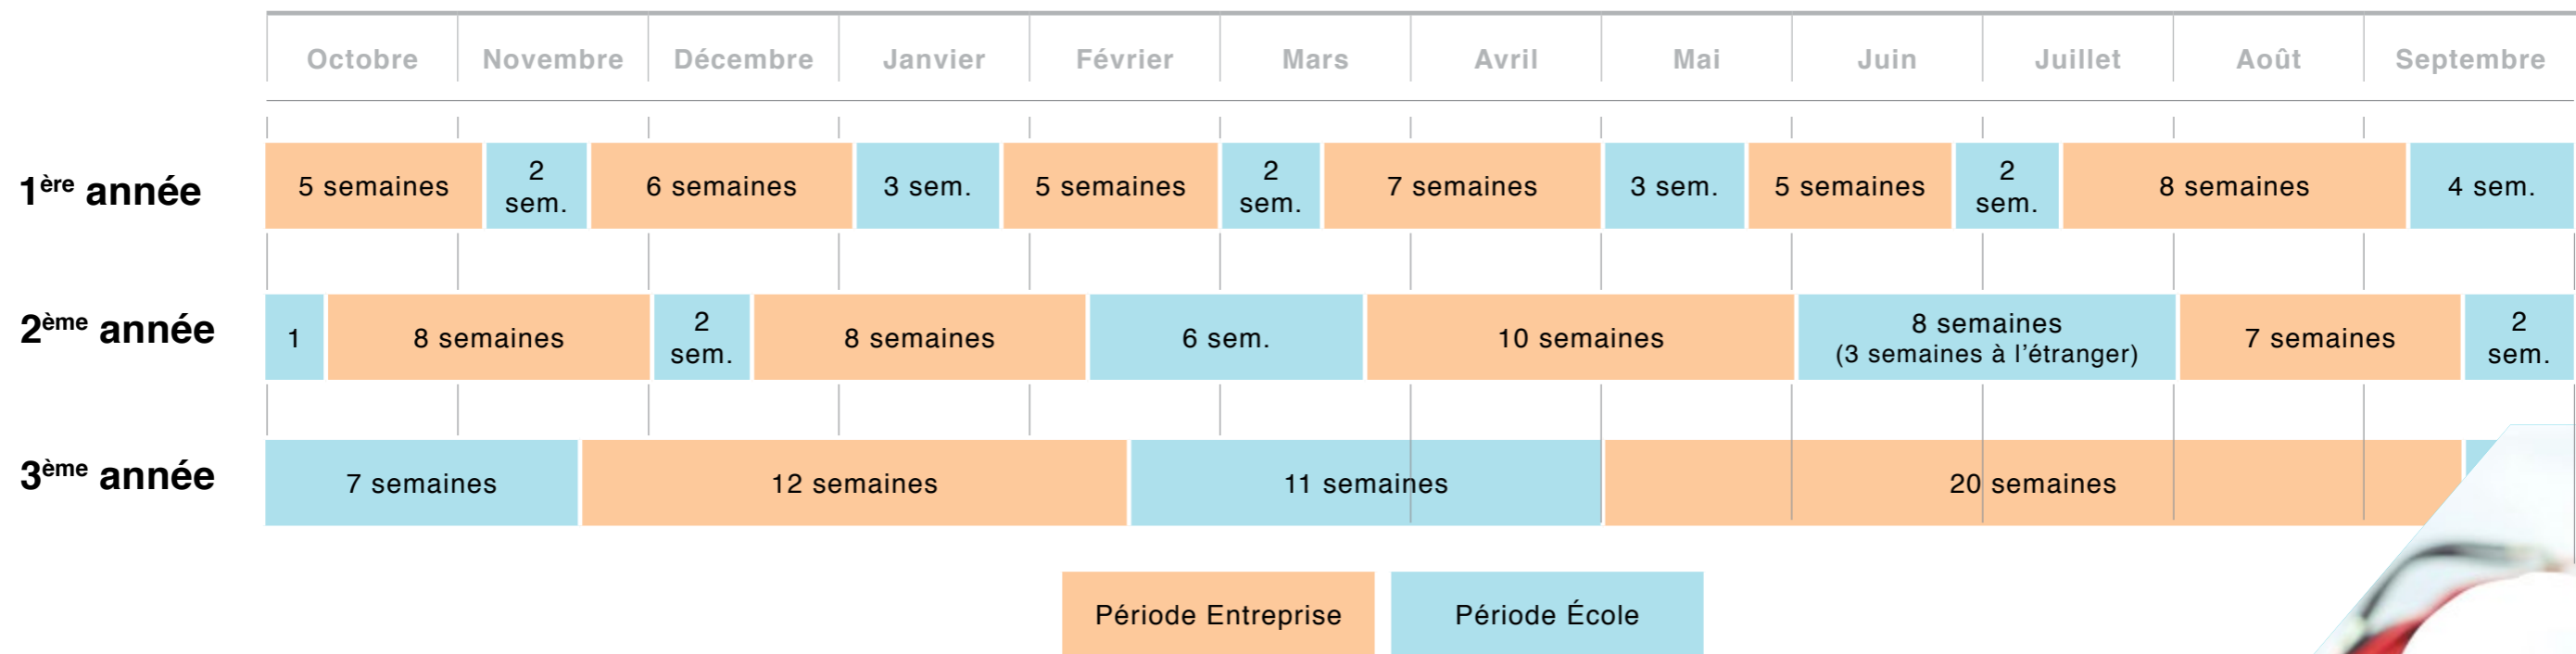 Octobre Novembre Décembre Janvier Février Mars Avril Mai Juin Juillet Août Septembre
1ère année
5 semaines
2
sem.
6 semaines
3 sem.
5 semaines
2
sem.
7 semaines
3 sem.
5 semaines
2
sem.
8 semaines
4 sem.
2ème année
1
8 semaines
2
sem.
8 semaines
6 sem.
10 semaines
8 semaines
(3 semaines à l'étranger)
7 semaines
2
sem.
3ème année
7 semaines
12 semaines
11 semaines
20 semaines
Période Entreprise
Période École